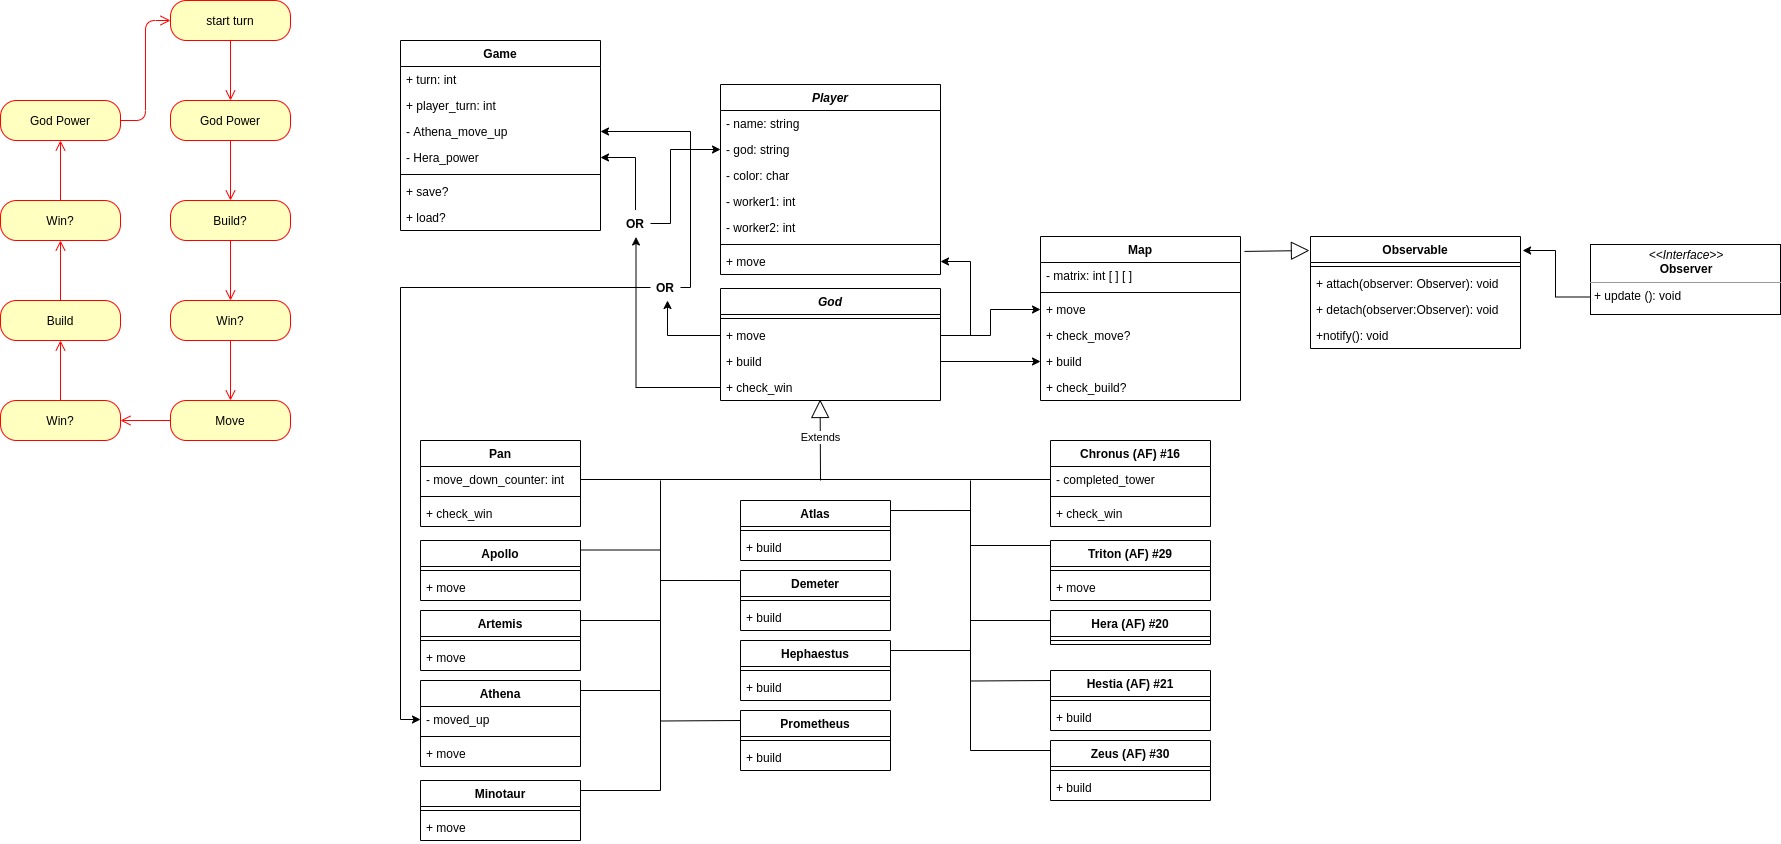 start turn
God Power
God Power
Win?
Build?
Build
Win?
Win?
Move
Game
+ turn: int
+ player_turn: int
- Athena_move_up
- Hera_power
+ save?
+ load?
OR
OR
Player
- name: string
- god: string
- color: char
- worker1: int
- worker2: int
+ move
God
+ move
+ build
+ check_win
Extends
Map
- matrix: int [ ] [ ]
+ move
+ check_move?
+ build
+ check_build?
Observable
+ attach(observer: Observer): void
+ detach(observer:Observer): void
+notify(): void
<<Interface>>
Observer
+ update (): void
Pan
- move_down_counter: int
+ check_win
Apollo
+ move
Artemis
+ move
Athena
- moved_up
+ move
Minotaur
+ move
Atlas
+ build
Demeter
+ build
Hephaestus
+ build
Prometheus
+ build
Chronus (AF) #16
- completed_tower
+ check_win
Triton (AF) #29
+ move
Hera (AF) #20
Hestia (AF) #21
+ build
Zeus (AF) #30
+ build